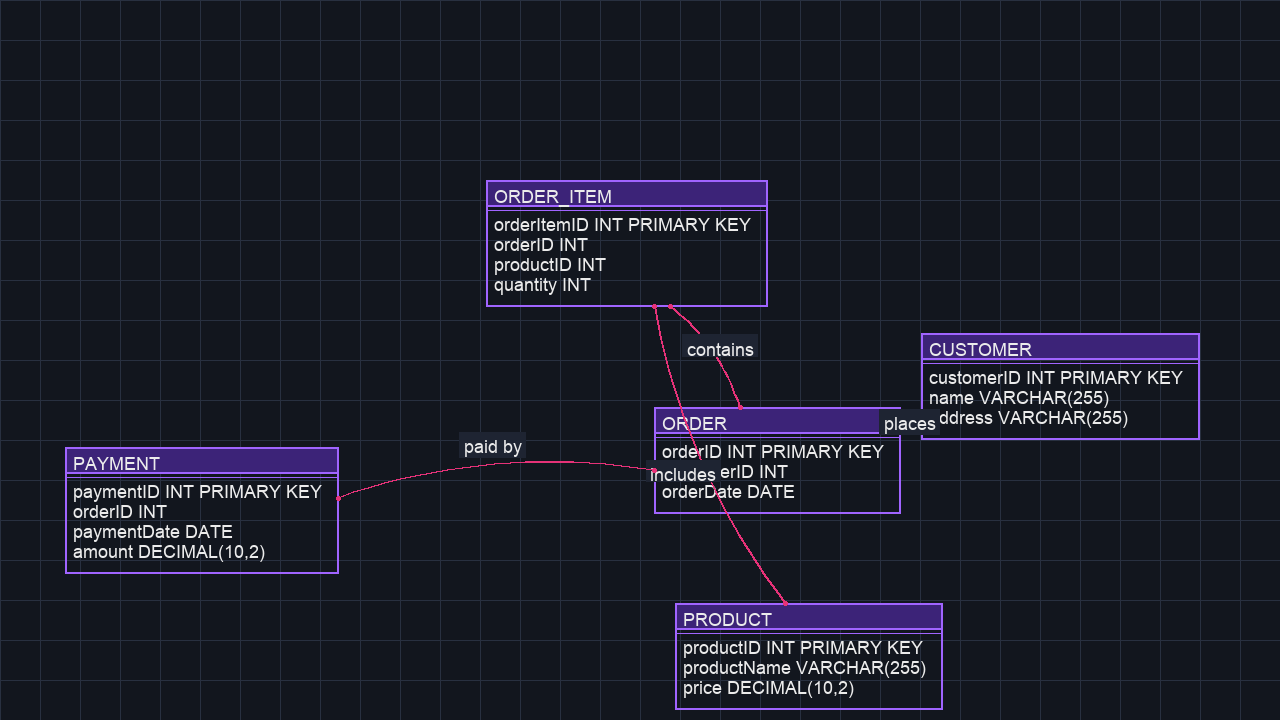 ORDER_ITEM
orderItemID INT PRIMARY KEY
orderID INT
productID INT
quantity INT
contains
CUSTOMER
customerID INT PRIMARY KEY
name VARCHAR(255)
ddress VARCHAR(255)
places
ORDER
orderID INT PRIMARY KEY
erID INT
orderDate DATE
includes
paid by
PAYMENT
paymentID INT PRIMARY KEY
orderID INT
paymentDate DATE
amount DECIMAL(10,2)
PRODUCT
productID INT PRIMARY KEY
productName VARCHAR(255)
price DECIMAL(10,2)